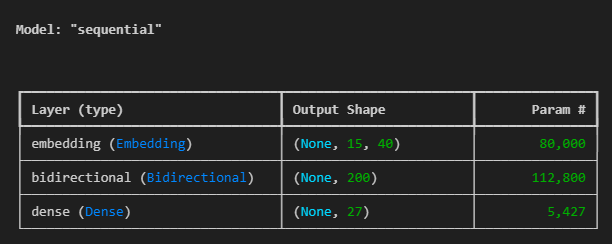 Model: "sequential"
Layer (type) Output Shape Param #
embedding (Embedding) (None, 15, 40) 80,000
bidirectional (Bidirectional) (None, 200) 112,800
dense (Dense) (None, 27) 5,427